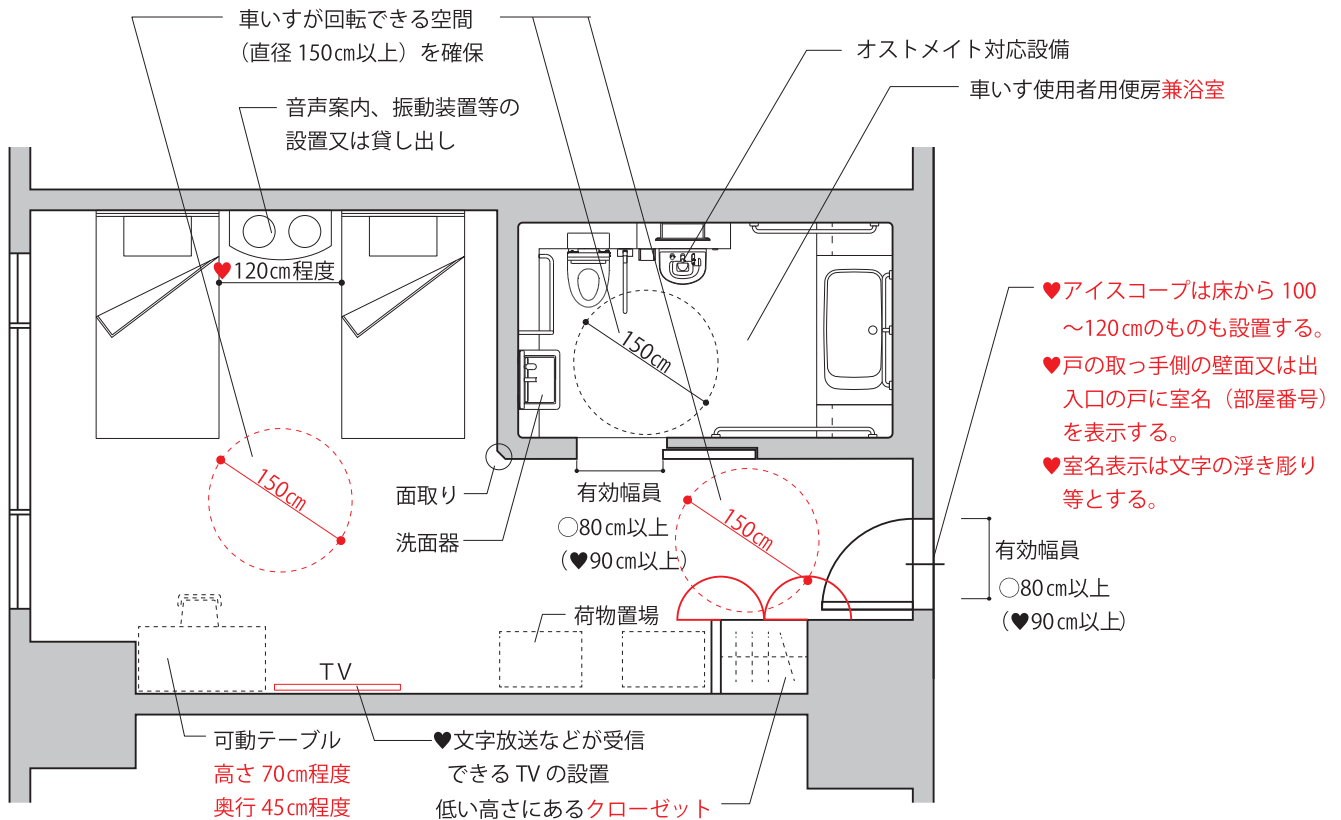 車いすが回転できる空間
（直径 150㎝以上）を確保
オストメイト対応設備
車いす使用者用便房兼浴室
音声案内、振動装置等の
設置又は貸し出し
♥120㎝程度
150㎝
♥アイスコープは床から 100
～120㎝のものも設置する。
♥戸の取っ手側の壁面又は出
入口の戸に室名（部屋番号）
を表示する。
♥室名表示は文字の浮き彫り
等とする。
150㎝
面取り
洗面器
有効幅員
○80㎝以上
（♥90㎝以上）
150㎝
有効幅員
○80㎝以上
（♥90㎝以上）
荷物置場
TV
可動テーブル
高さ 70㎝程度
奥行 45㎝程度
♥文字放送などが受信
できる TV の設置
低い高さにあるクローゼット